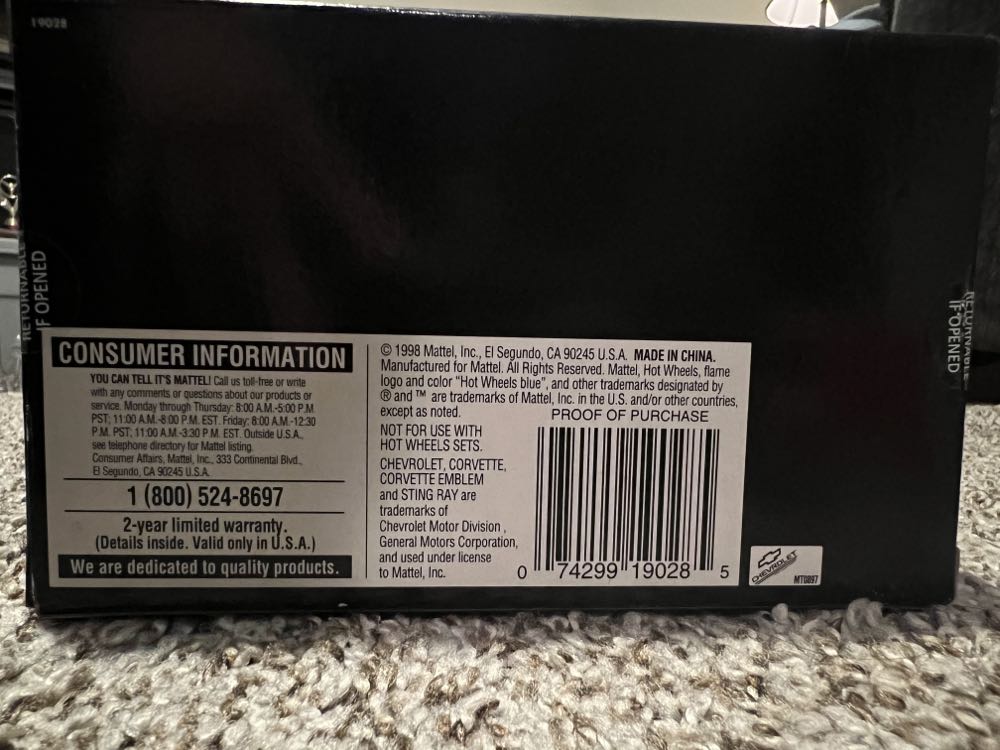 19028
RETURNABLE
IF OPENED
CONSUMER INFORMATION
YOU CAN TELL IT'S MATTEL! Call us toll-free or write
with any comments or questions about our products or
service. Monday through Thursday: 8:00 A.M.-5:00 P.M.
PST; 11:00 A.M.-8:00 P.M. EST. Friday: 8:00 A.M.-12:30
P.M. PST; 11:00 A.M.-3:30 P.M. EST. Outside U.S.A.,
see telephone directory for Mattel listing.
Consumer Affairs, Mattel, Inc., 333 Continental Blvd.,
El Segundo, CA 90245 U.S.A.
1 (800) 524-8697
2-year limited warranty.
(Details inside. Valid only in U.S.A.)
We are dedicated to quality products.
© 1998 Mattel, Inc., El Segundo, CA 90245 U.S.A. MADE IN CHINA.
Manufactured for Mattel. All Rights Reserved. Mattel, Hot Wheels, flame
logo and color "Hot Wheels blue", and other trademarks designated by
® and ™ are trademarks of Mattel, Inc. in the U.S. and/or other countries,
except as noted.
PROOF OF PURCHASE
NOT FOR USE WITH
HOT WHEELS SETS.
CHEVROLET, CORVETTE,
CORVETTE EMBLEM
and STING RAY are
trademarks of
Chevrolet Motor Division,
General Motors Corporation,
and used under license
to Mattel, Inc.
0 74299 19028 5
CHEVROLET
MT0897
RETURNABLE
IF OPENED